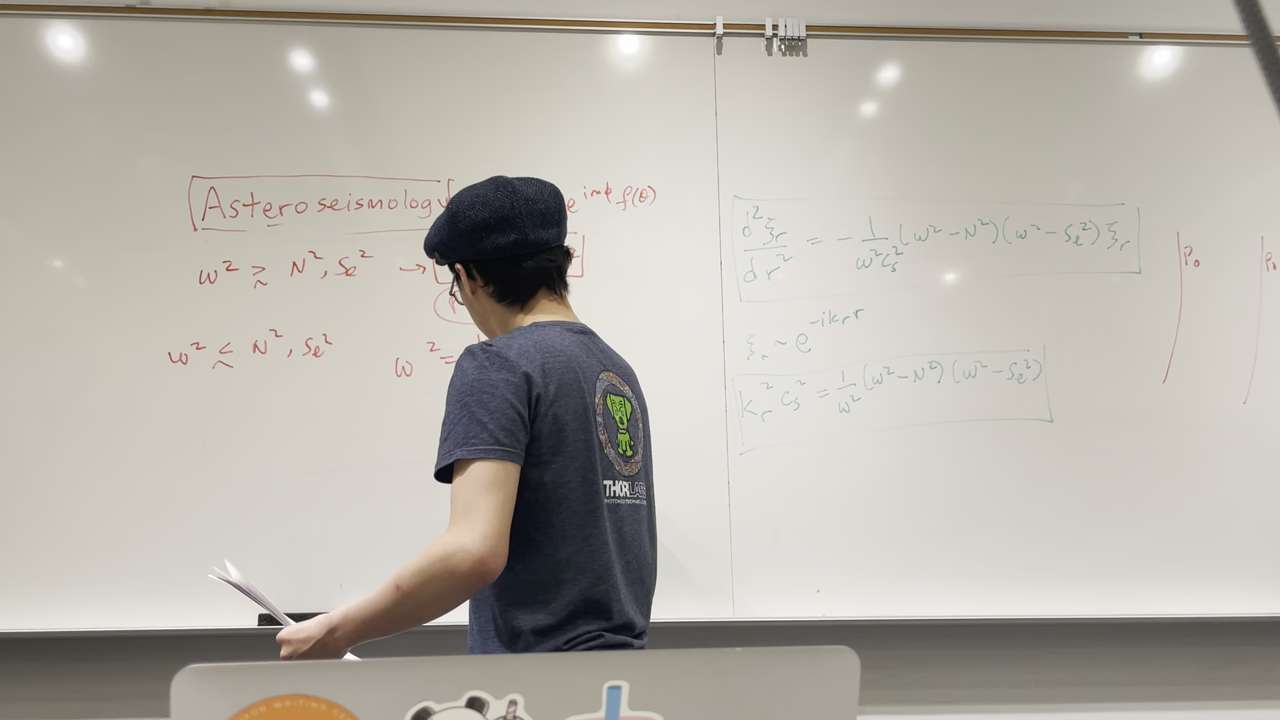 Asteroseismology
e^{imφ} f(θ)
ω² ≳ N², S_ℓ² →
ω² ≲ N², S_ℓ²
ω² =
d²ξ_r/dr² = - 1/(ω²c_s²) (ω² - N²)(ω² - S_ℓ²) ξ_r
ξ_r ~ e^{-ik_r r}
k_r² c_s² = 1/ω² (ω² - N²)(ω² - S_ℓ²)
P₀
THORLABS